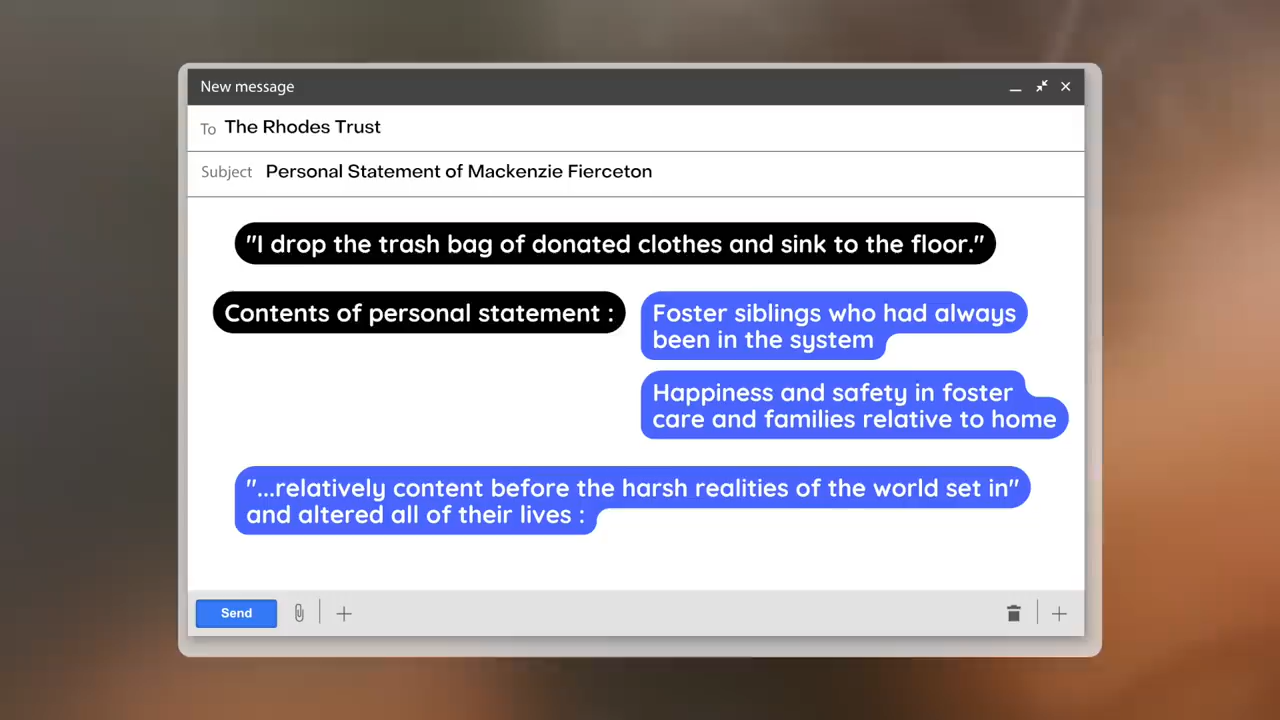 New message
To The Rhodes Trust
Subject Personal Statement of Mackenzie Fierceton
"I drop the trash bag of donated clothes and sink to the floor."
Contents of personal statement :
Foster siblings who had always
been in the system
Happiness and safety in foster
care and families relative to home
"...relatively content before the harsh realities of the world set in"
and altered all of their lives :
Send